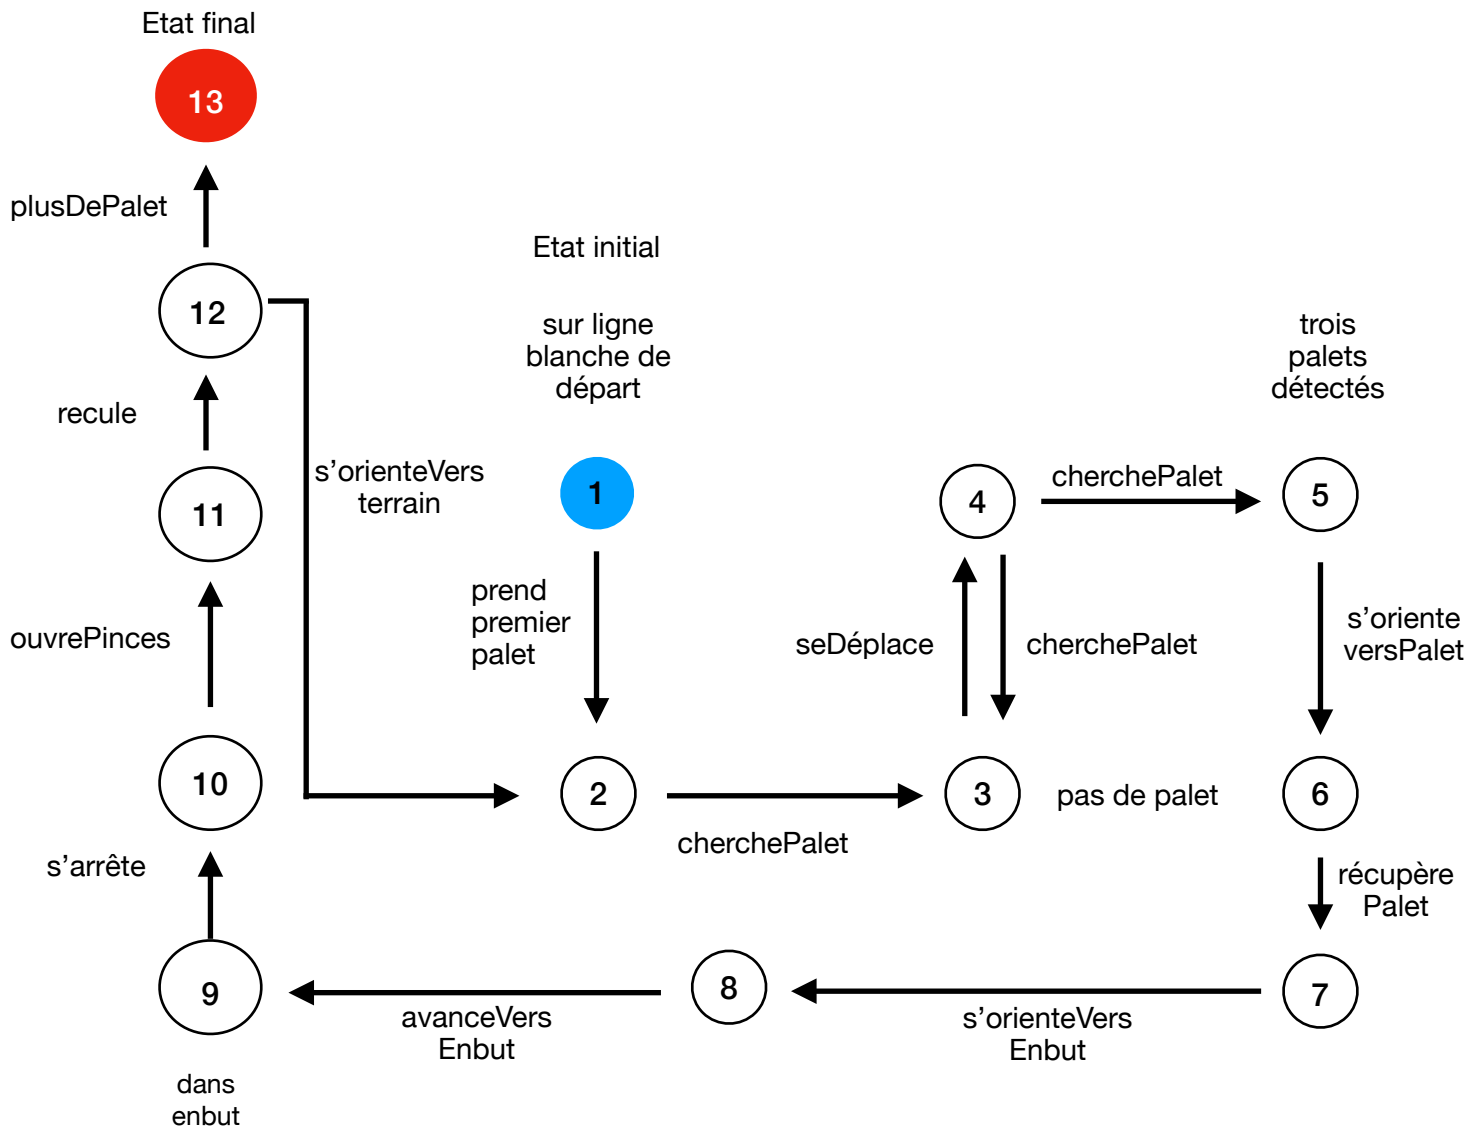 Etat final
13
plusDePalet
12
recule
11
s'orienteVers
terrain
ouvrePinces
10
s'arrête
9
dans
enbut
Etat initial
sur ligne
blanche de
départ
1
prend
premier
palet
2
cherchePalet
3
pas de palet
seDéplace
cherchePalet
4
cherchePalet
trois
palets
détectés
5
s'oriente
versPalet
6
récupère
Palet
7
s'orienteVers
Enbut
8
avanceVers
Enbut